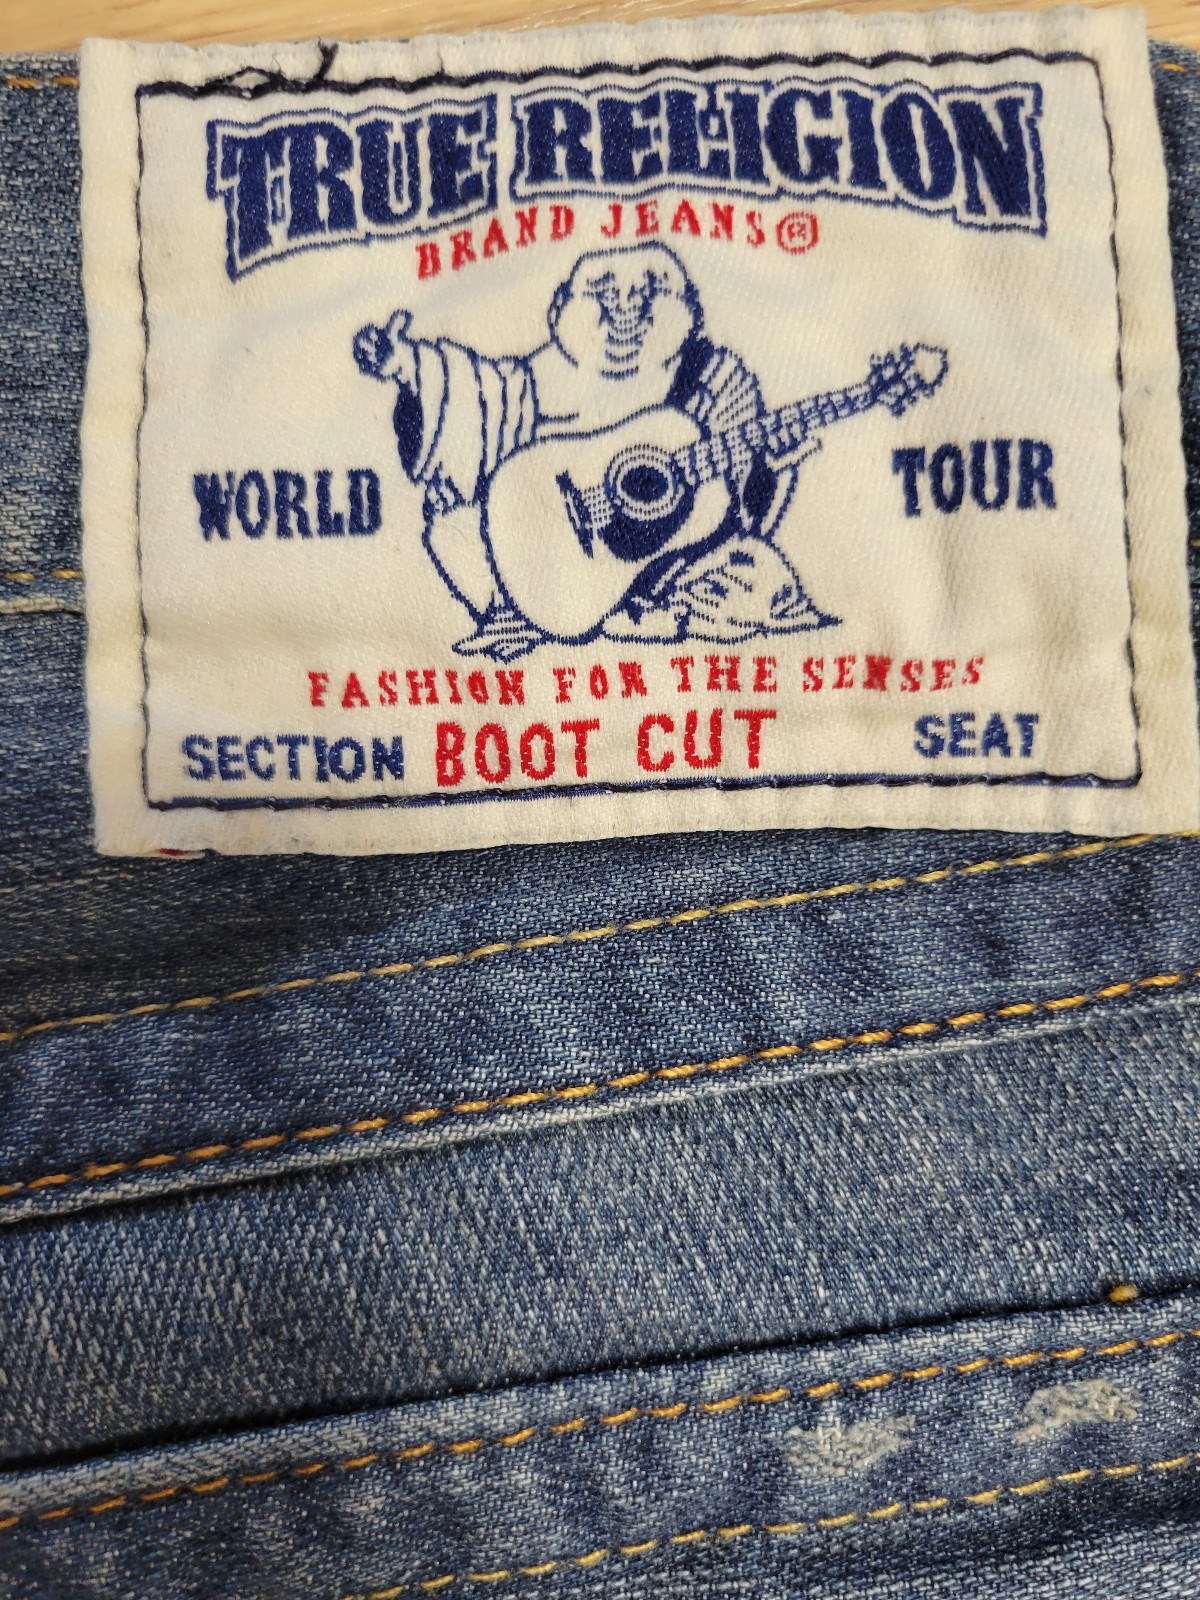 TRUE RELIGION
BRAND JEANS®
WORLD TOUR
FASHION FOR THE SENSES
SECTION BOOT CUT SEAT